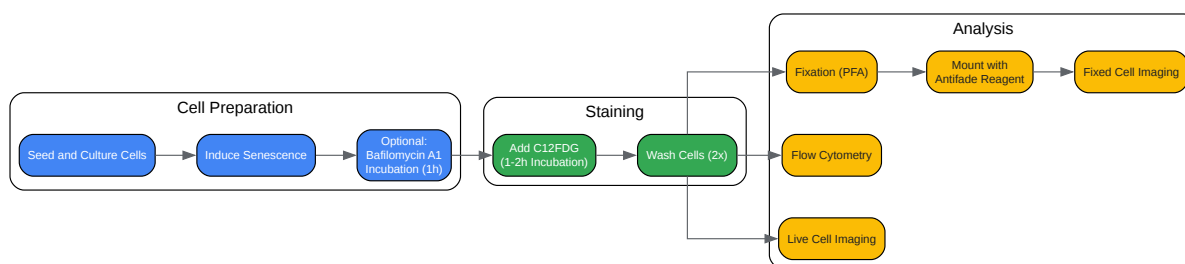 Cell Preparation
Seed and Culture Cells
Induce Senescence
Optional:
Bafilomycin A1
Incubation (1h)
Staining
Add C12FDG
(1-2h Incubation)
Wash Cells (2x)
Analysis
Fixation (PFA)
Mount with
Antifade Reagent
Fixed Cell Imaging
Flow Cytometry
Live Cell Imaging